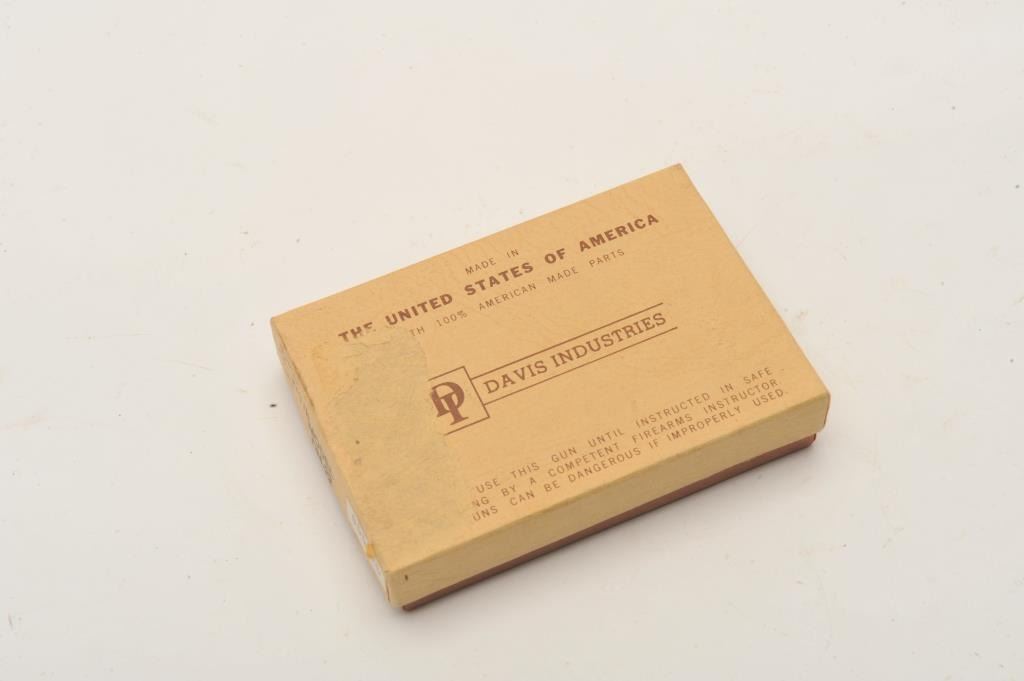 MADE IN
THE UNITED STATES OF AMERICA
TH 100% AMERICAN MADE PARTS
DI DAVIS INDUSTRIES
USE THIS GUN UNTIL INSTRUCTED IN SAFE
NG BY A COMPETENT FIREARMS INSTRUCTOR.
UNS CAN BE DANGEROUS IF IMPROPERLY USED.